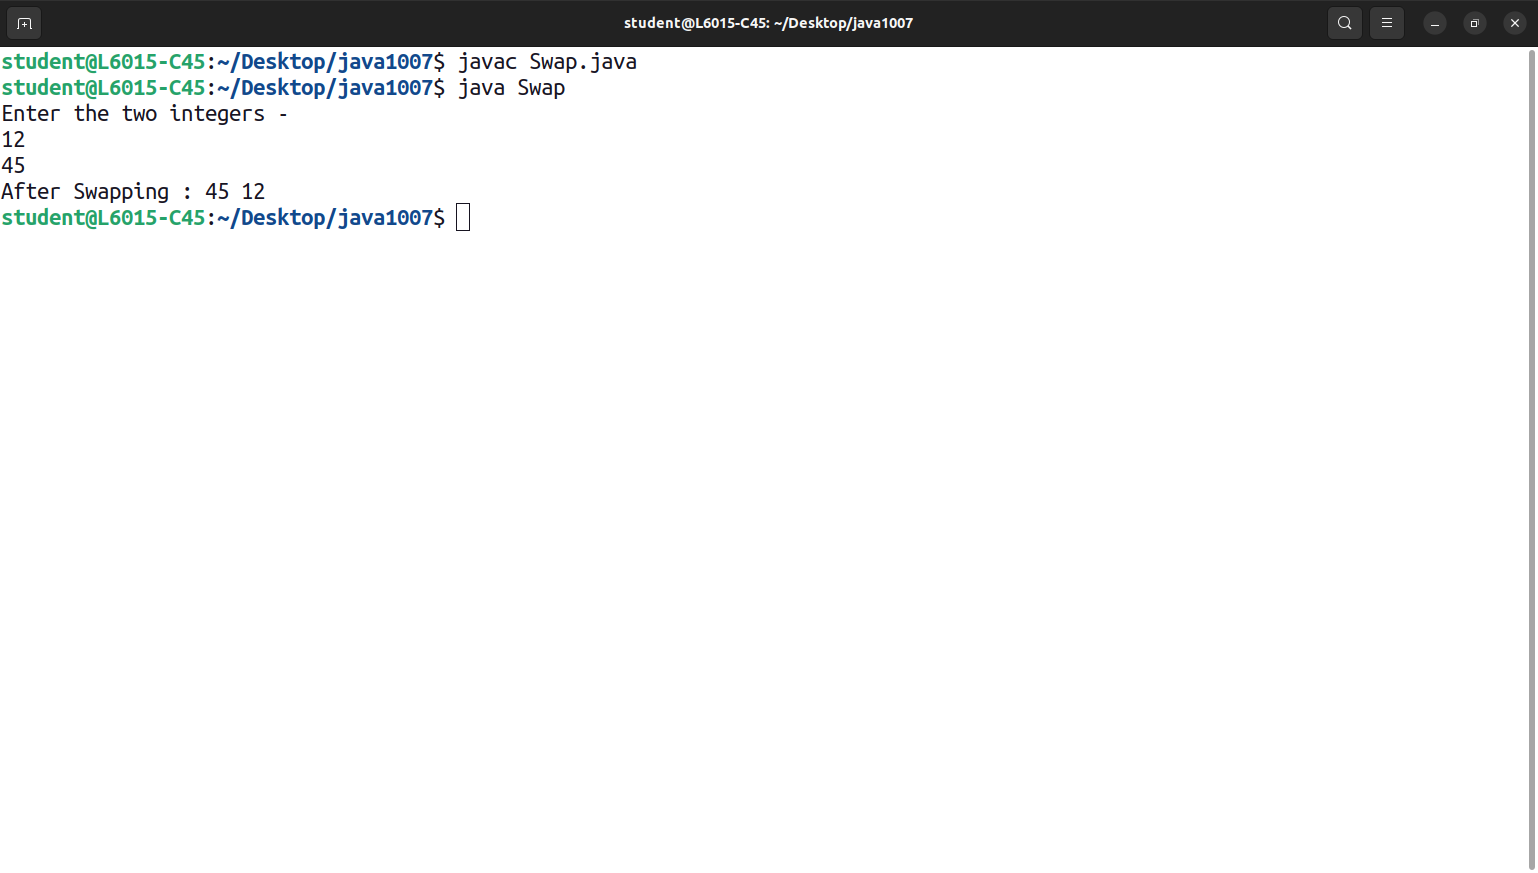 student@L6015-C45: ~/Desktop/java1007
student@L6015-C45:~/Desktop/java1007$ javac Swap.java
student@L6015-C45:~/Desktop/java1007$ java Swap
Enter the two integers -
12
45
After Swapping : 45 12
student@L6015-C45:~/Desktop/java1007$